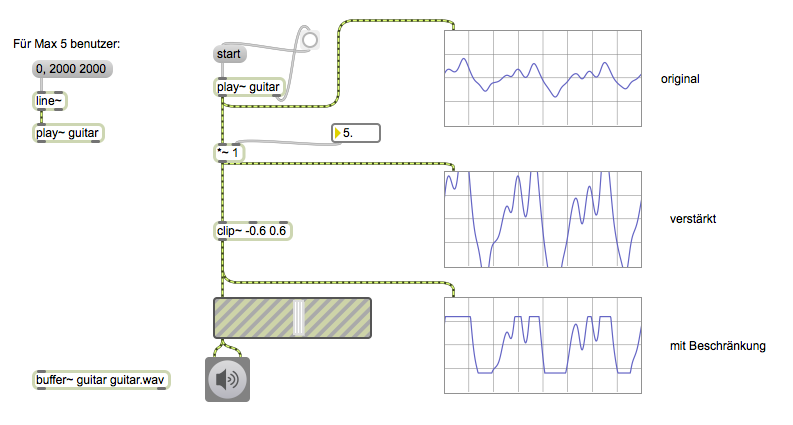 Für Max 5 benutzer:
0, 2000 2000
line~
play~ guitar
start
play~ guitar
5.
*~ 1
clip~ -0.6 0.6
buffer~ guitar guitar.wav
original
verstärkt
mit Beschränkung